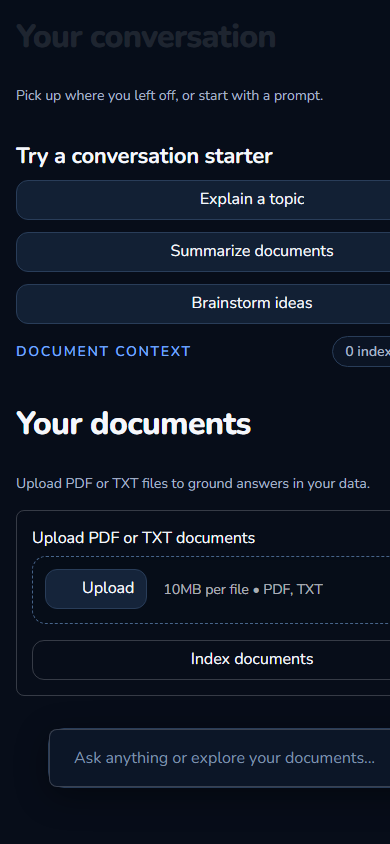 Your conversation
Pick up where you left off, or start with a prompt.
Try a conversation starter
Explain a topic
Summarize documents
Brainstorm ideas
DOCUMENT CONTEXT
0 index
Your documents
Upload PDF or TXT files to ground answers in your data.
Upload PDF or TXT documents
Upload
10MB per file • PDF, TXT
Index documents
Ask anything or explore your documents...